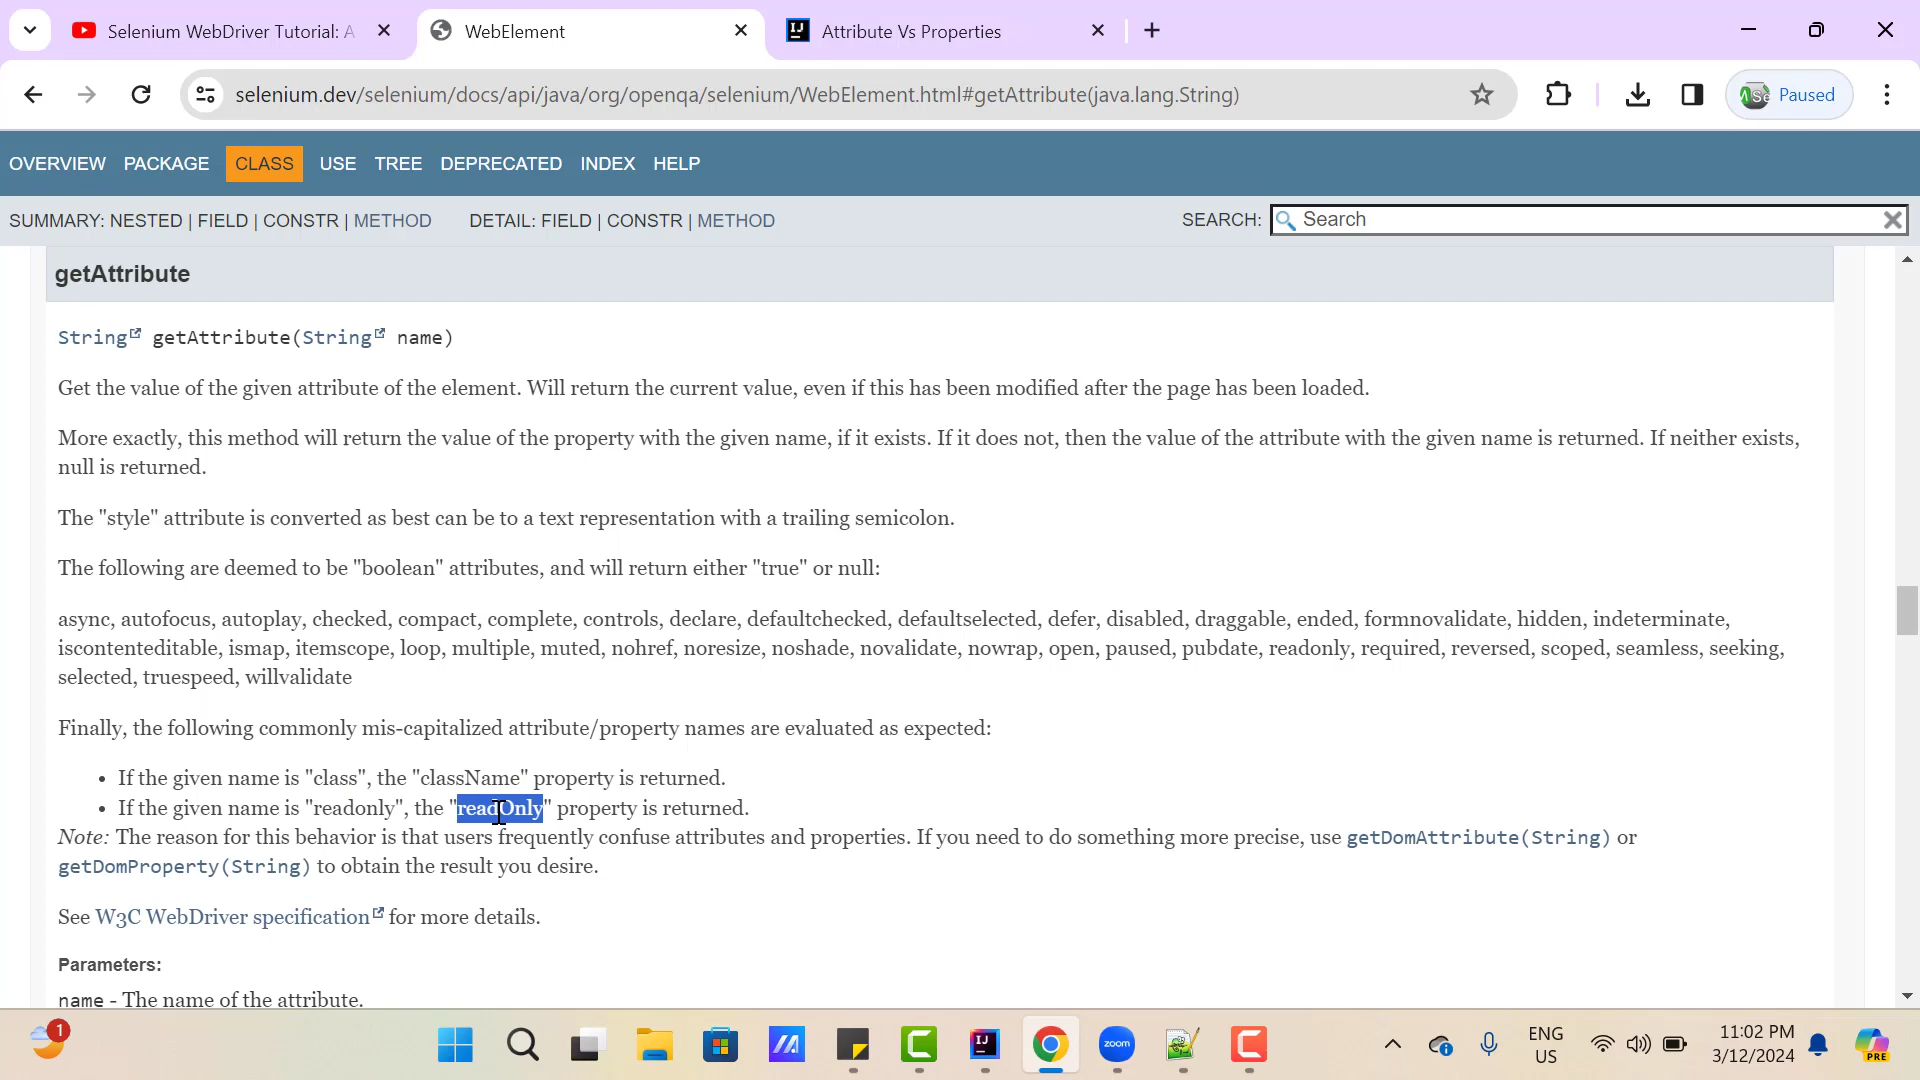 Selenium WebDriver Tutorial: A
WebElement
Attribute Vs Properties
selenium.dev/selenium/docs/api/java/org/openqa/selenium/WebElement.html#getAttribute(java.lang.String)
Paused
OVERVIEW PACKAGE CLASS USE TREE DEPRECATED INDEX HELP
SUMMARY: NESTED | FIELD | CONSTR | METHOD DETAIL: FIELD | CONSTR | METHOD SEARCH: Search
getAttribute
String getAttribute(String name)
Get the value of the given attribute of the element. Will return the current value, even if this has been modified after the page has been loaded.
More exactly, this method will return the value of the property with the given name, if it exists. If it does not, then the value of the attribute with the given name is returned. If neither exists,
null is returned.
The "style" attribute is converted as best can be to a text representation with a trailing semicolon.
The following are deemed to be "boolean" attributes, and will return either "true" or null:
async, autofocus, autoplay, checked, compact, complete, controls, declare, defaultchecked, defaultselected, defer, disabled, draggable, ended, formnovalidate, hidden, indeterminate,
iscontenteditable, ismap, itemscope, loop, multiple, muted, nohref, noresize, noshade, novalidate, nowrap, open, paused, pubdate, readonly, required, reversed, scoped, seamless, seeking,
selected, truespeed, willvalidate
Finally, the following commonly mis-capitalized attribute/property names are evaluated as expected:
• If the given name is "class", the "className" property is returned.
• If the given name is "readonly", the "readOnly" property is returned.
Note: The reason for this behavior is that users frequently confuse attributes and properties. If you need to do something more precise, use getDomAttribute(String) or
getDomProperty(String) to obtain the result you desire.
See W3C WebDriver specification for more details.
Parameters:
name - The name of the attribute.
1
IJ
zoom
ENG
US
11:02 PM
3/12/2024
PRE